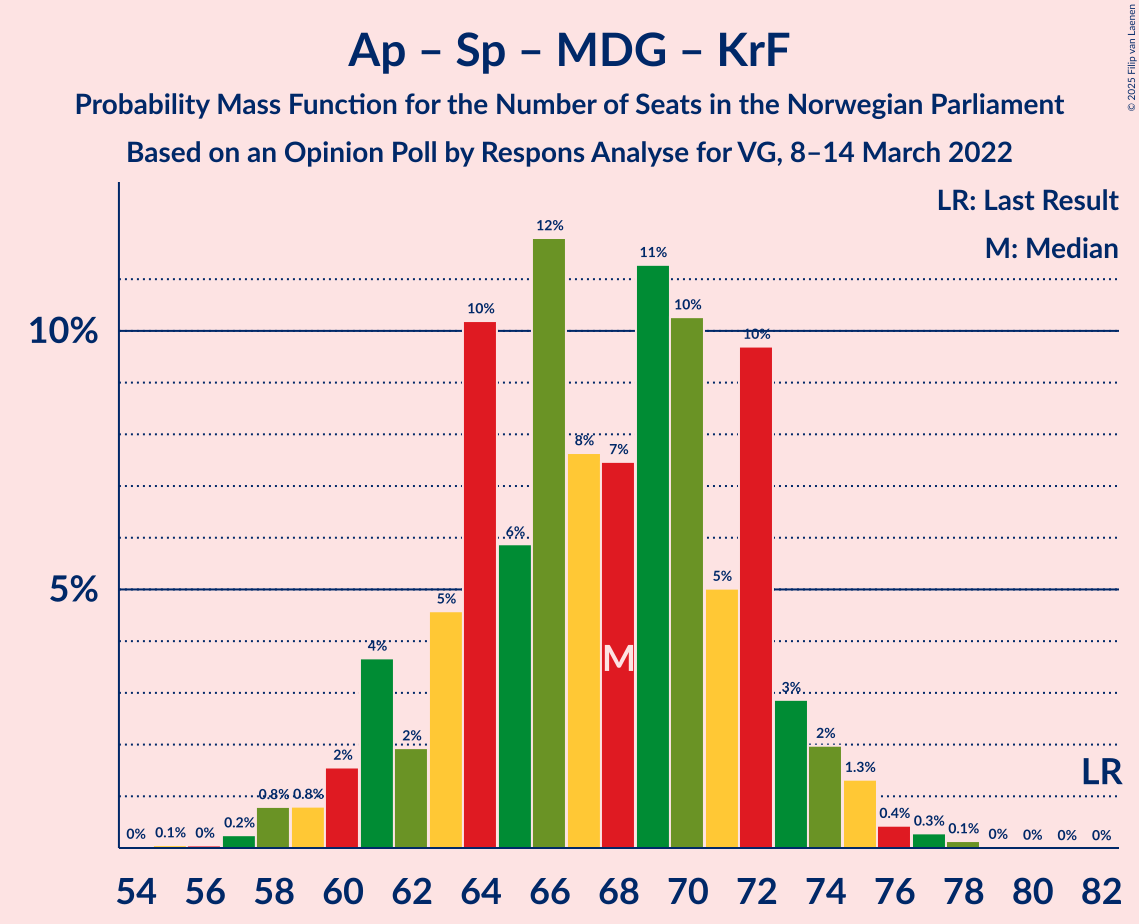 Ap – Sp – MDG – KrF
Probability Mass Function for the Number of Seats in the Norwegian Parliament
Based on an Opinion Poll by Respons Analyse for VG, 8–14 March 2022
© 2025 Filip van Laenen
LR: Last Result
M: Median
10%
5%
0% 0.1% 0% 0.2% 0.8% 0.8% 2% 4% 2% 5% 10% 6% 12% 8% 7% 11% 10% 5% 10% 3% 2% 1.3% 0.4% 0.3% 0.1% 0% 0% 0% 0%
M
LR
54 56 58 60 62 64 66 68 70 72 74 76 78 80 82